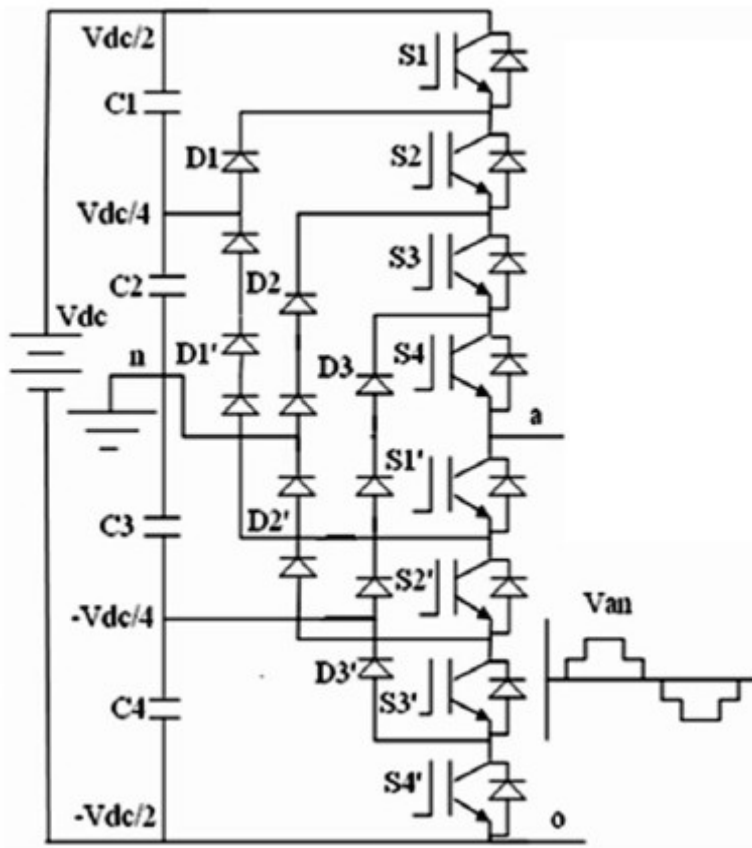 Vdc/2
S1
C1
D1
S2
Vdc/4
S3
C2
D2
Vdc
n
D1'
D3
S4
a
S1'
C3
D2'
S2'
-Vdc/4
Van
D3'
S3'
C4
S4'
-Vdc/2
o